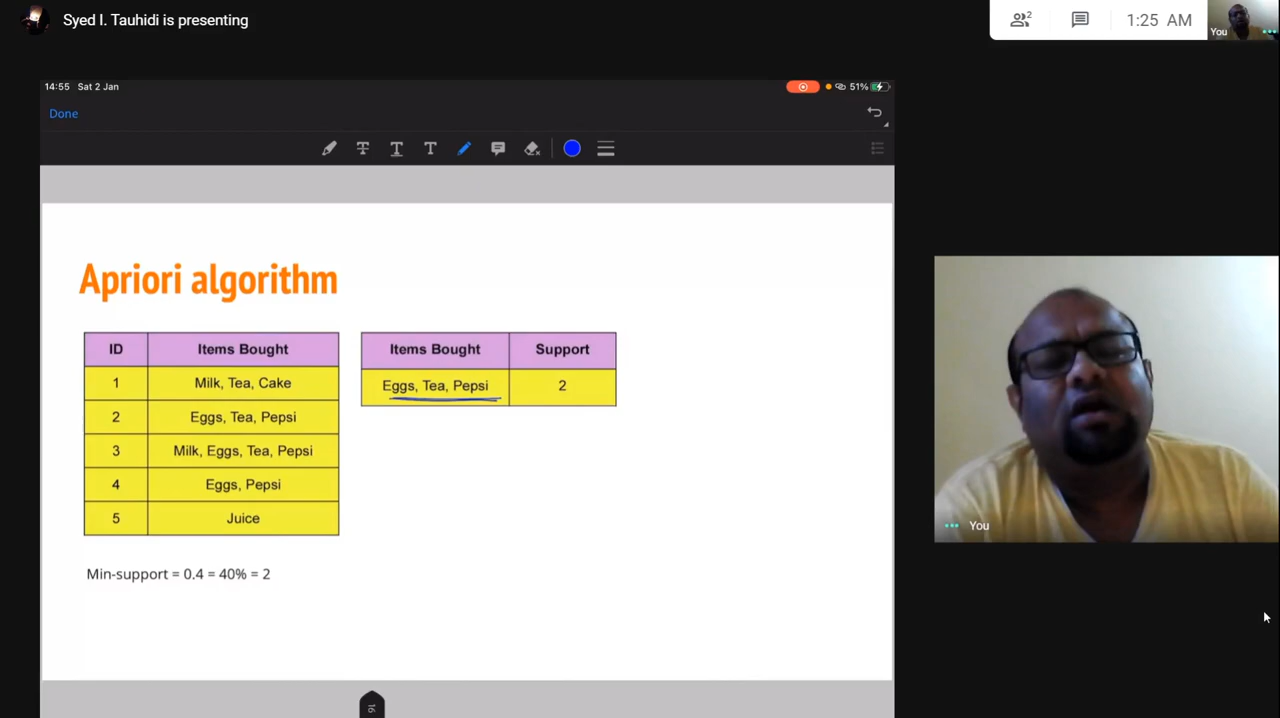 Syed I. Tauhidi is presenting
2
1:25 AM
You
14:55 Sat 2 Jan
51%
Done
T T T
Apriori algorithm
ID Items Bought
1 Milk, Tea, Cake
2 Eggs, Tea, Pepsi
3 Milk, Eggs, Tea, Pepsi
4 Eggs, Pepsi
5 Juice
Items Bought Support
Eggs, Tea, Pepsi 2
Min-support = 0.4 = 40% = 2
You
16